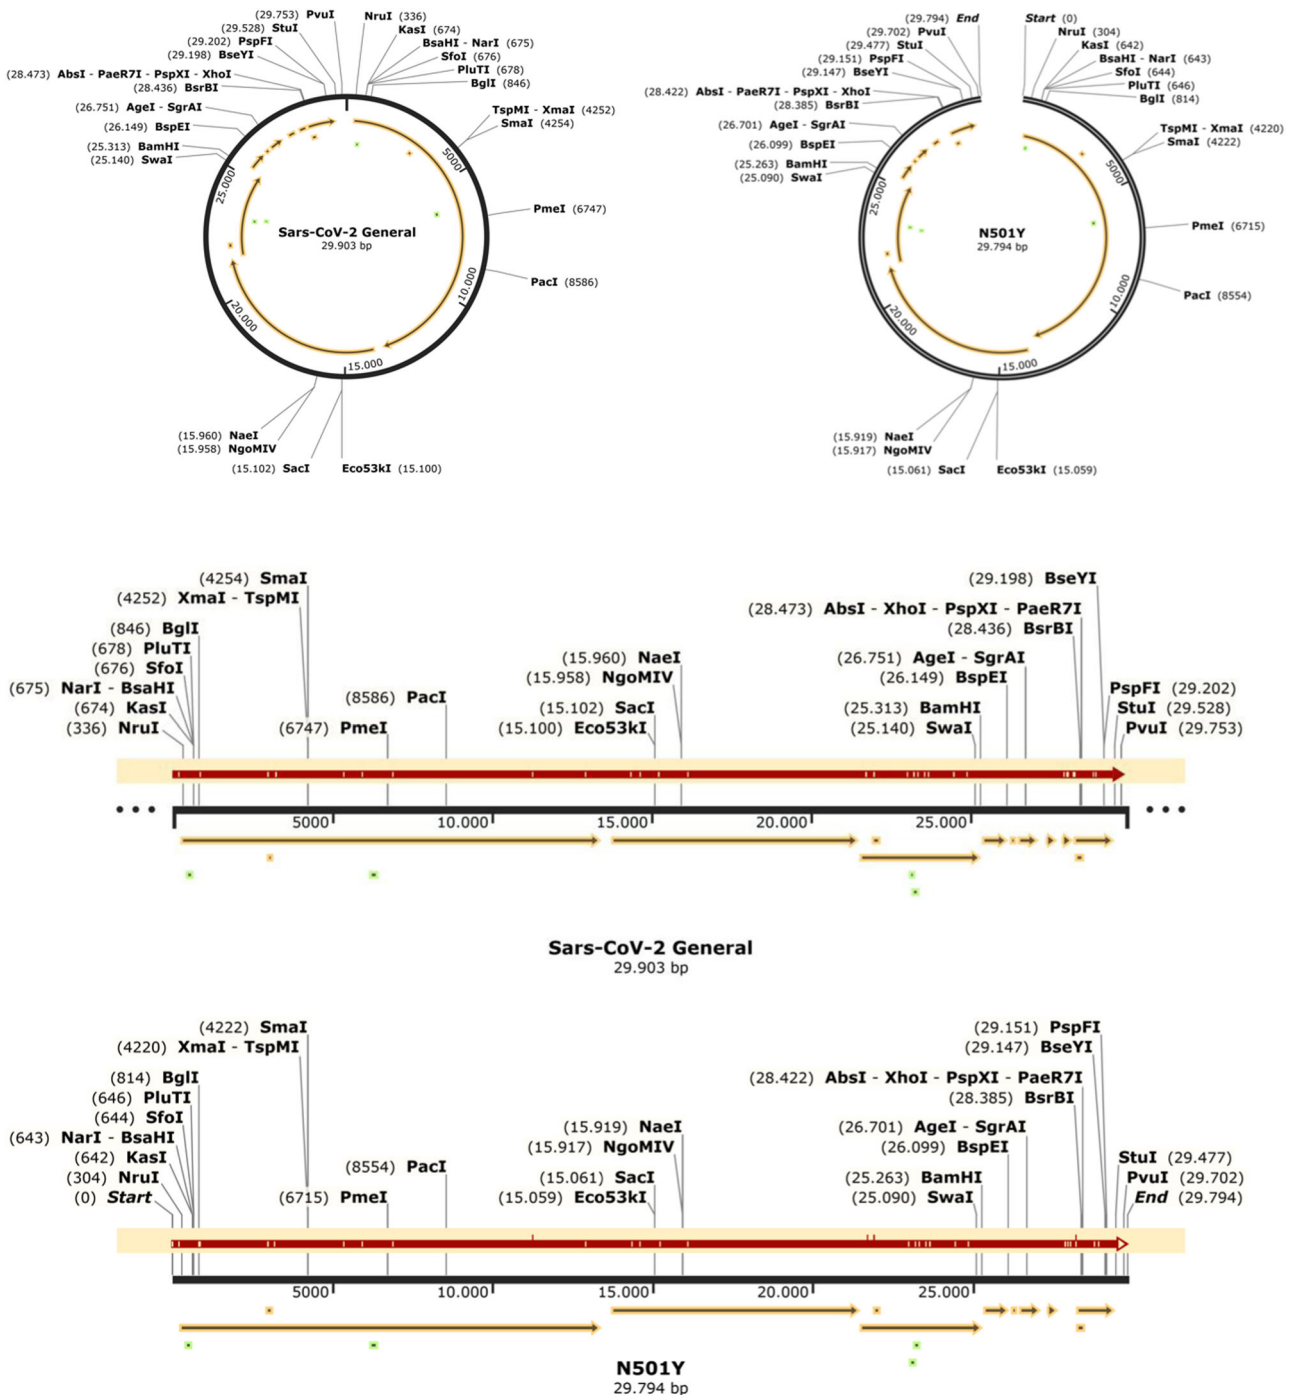 (29.753) PvuI
(29.528) StuI
(29.202) PspFI
(29.198) BseYI
(28.473) AbsI - PaeR7I - PspXI - XhoI
(28.436) BsrBI
(26.751) AgeI - SgrAI
(26.149) BspEI
(25.313) BamHI
(25.140) SwaI
NruI (336)
KasI (674)
BsaHI - NarI (675)
SfoI (676)
PluTI (678)
BglI (846)
TspMI - XmaI (4252)
SmaI (4254)
PmeI (6747)
PacI (8586)
5000
10.000
15.000
20.000
25.000
Sars-CoV-2 General
29.903 bp
(15.960) NaeI
(15.958) NgoMIV
(15.102) SacI
Eco53kI (15.100)
(29.794) End
(29.702) PvuI
(29.477) StuI
(29.151) PspFI
(29.147) BseYI
(28.422) AbsI - PaeR7I - PspXI - XhoI
(28.385) BsrBI
(26.701) AgeI - SgrAI
(26.099) BspEI
(25.263) BamHI
(25.090) SwaI
Start (0)
NruI (304)
KasI (642)
BsaHI - NarI (643)
SfoI (644)
PluTI (646)
BglI (814)
TspMI - XmaI (4220)
SmaI (4222)
PmeI (6715)
PacI (8554)
5000
10.000
15.000
20.000
25.000
N501Y
29.794 bp
(15.919) NaeI
(15.917) NgoMIV
(15.061) SacI
Eco53kI (15.059)
(4254) SmaI
(4252) XmaI - TspMI
(846) BglI
(678) PluTI
(676) SfoI
(675) NarI - BsaHI
(674) KasI
(336) NruI
(6747) PmeI
(8586) PacI
(15.960) NaeI
(15.958) NgoMIV
(15.102) SacI
(15.100) Eco53kI
(29.198) BseYI
(28.473) AbsI - XhoI - PspXI - PaeR7I
(28.436) BsrBI
(26.751) AgeI - SgrAI
(26.149) BspEI
(25.313) BamHI
(25.140) SwaI
PspFI (29.202)
StuI (29.528)
PvuI (29.753)
5000
10.000
15.000
20.000
25.000
Sars-CoV-2 General
29.903 bp
(4222) SmaI
(4220) XmaI - TspMI
(814) BglI
(646) PluTI
(644) SfoI
(643) NarI - BsaHI
(642) KasI
(304) NruI
(0) Start
(6715) PmeI
(8554) PacI
(15.919) NaeI
(15.917) NgoMIV
(15.061) SacI
(15.059) Eco53kI
(29.151) PspFI
(29.147) BseYI
(28.422) AbsI - XhoI - PspXI - PaeR7I
(28.385) BsrBI
(26.701) AgeI - SgrAI
(26.099) BspEI
(25.263) BamHI
(25.090) SwaI
StuI (29.477)
PvuI (29.702)
End (29.794)
5000
10.000
15.000
20.000
25.000
N501Y
29.794 bp